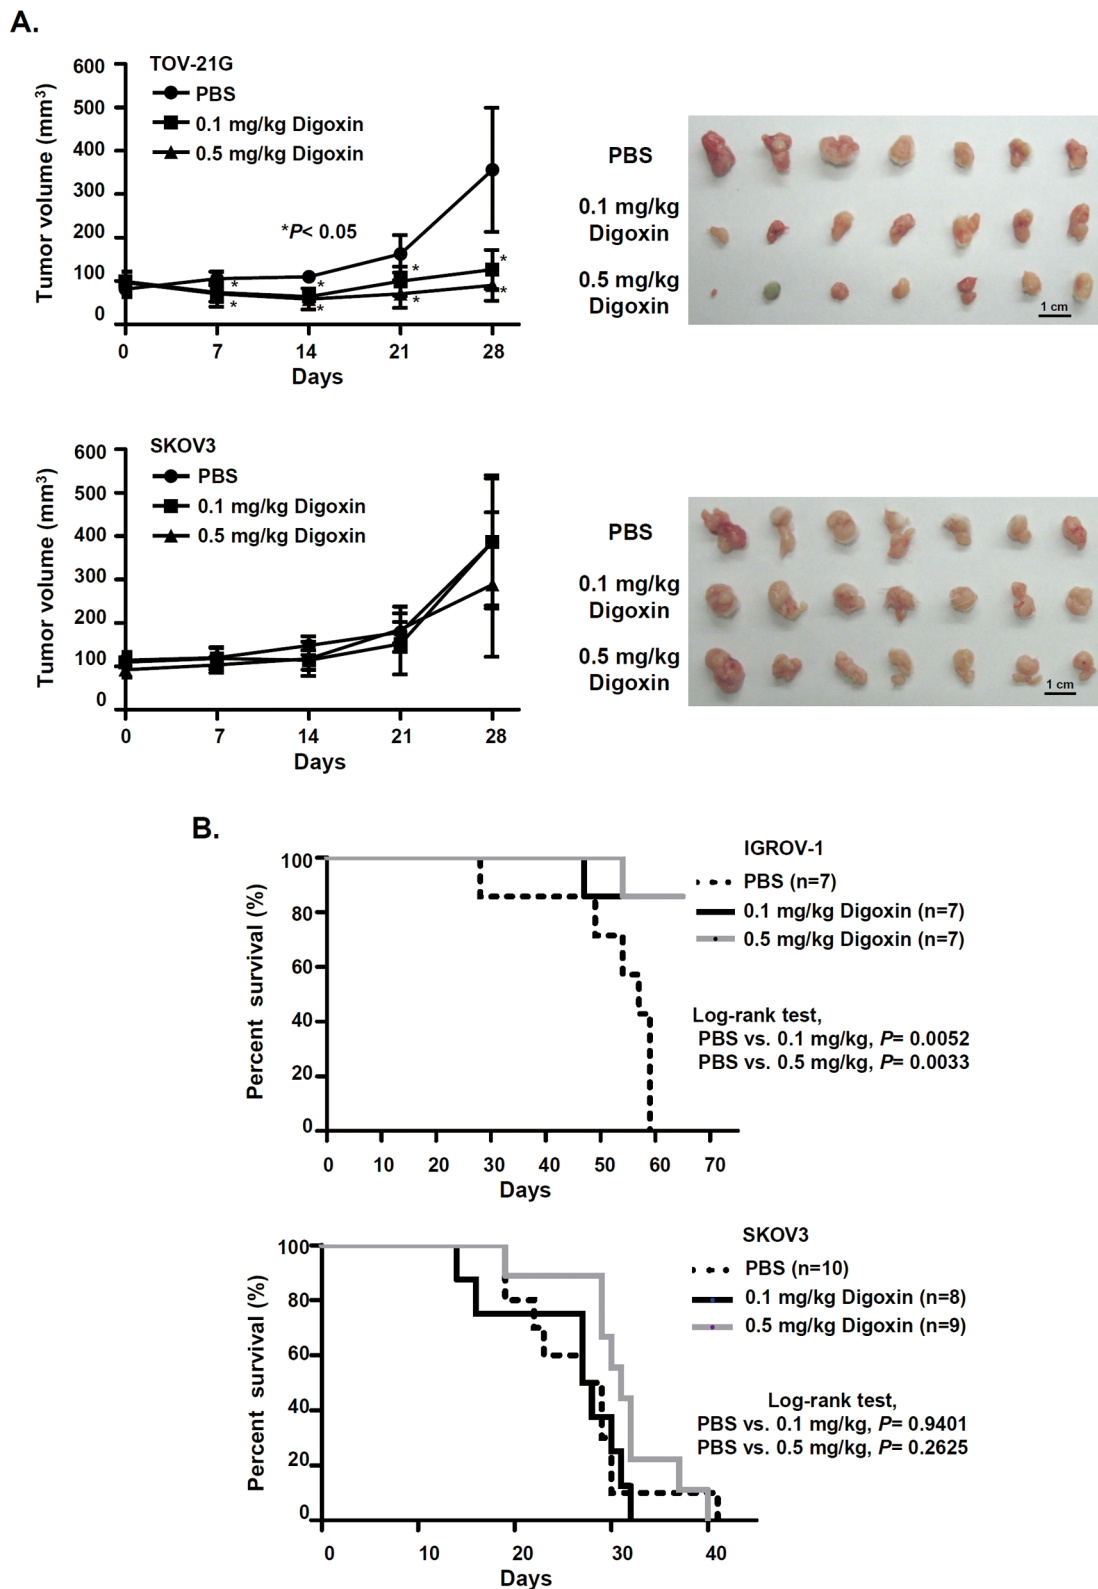 A.
TOV-21G
PBS
0.1 mg/kg Digoxin
0.5 mg/kg Digoxin
*P< 0.05
Tumor volume (mm³)
600
500
400
300
200
100
0
* * * *
* * * *
0 7 14 21 28
Days
PBS
0.1 mg/kg
Digoxin
0.5 mg/kg
Digoxin
1 cm
SKOV3
PBS
0.1 mg/kg Digoxin
0.5 mg/kg Digoxin
Tumor volume (mm³)
600
500
400
300
200
100
0
0 7 14 21 28
Days
PBS
0.1 mg/kg
Digoxin
0.5 mg/kg
Digoxin
1 cm
B.
IGROV-1
PBS (n=7)
0.1 mg/kg Digoxin (n=7)
0.5 mg/kg Digoxin (n=7)
Log-rank test,
PBS vs. 0.1 mg/kg, P= 0.0052
PBS vs. 0.5 mg/kg, P= 0.0033
Percent survival (%)
100
80
60
40
20
0
0 10 20 30 40 50 60 70
Days
SKOV3
PBS (n=10)
0.1 mg/kg Digoxin (n=8)
0.5 mg/kg Digoxin (n=9)
Log-rank test,
PBS vs. 0.1 mg/kg, P= 0.9401
PBS vs. 0.5 mg/kg, P= 0.2625
Percent survival (%)
100
80
60
40
20
0
0 10 20 30 40
Days